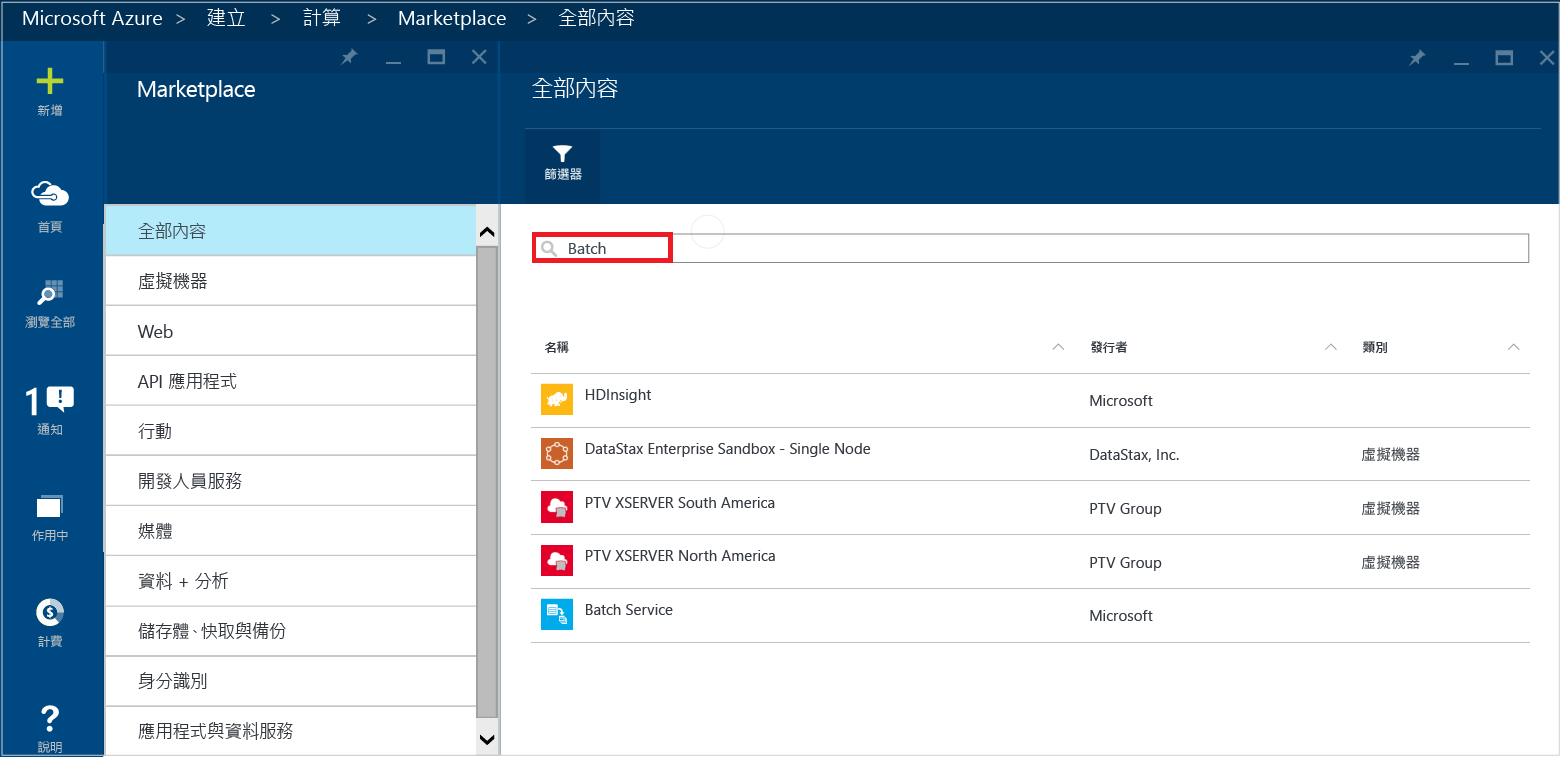 Microsoft Azure > 建立 > 計算 > Marketplace > 全部內容
新增
首頁
瀏覽全部
1
通知
作用中
計費
說明
Marketplace
全部內容
虛擬機器
Web
API 應用程式
行動
開發人員服務
媒體
資料 + 分析
儲存體、快取與備份
身分識別
應用程式與資料服務
全部內容
篩選器
Batch
名稱 發行者 類別
HDInsight Microsoft
DataStax Enterprise Sandbox - Single Node DataStax, Inc. 虛擬機器
PTV XSERVER South America PTV Group 虛擬機器
PTV XSERVER North America PTV Group 虛擬機器
Batch Service Microsoft